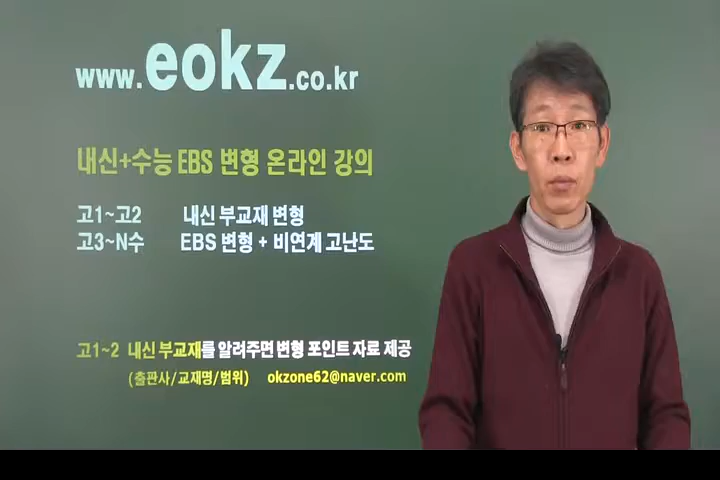 www.eokz.co.kr
내신+수능 EBS 변형 온라인 강의
고1~고2 내신 부교재 변형
고3~N수 EBS 변형 + 비연계 고난도
고1~2 내신 부교재를 알려주면 변형 포인트 자료 제공
(출판사/교재명/범위) okzone62@naver.com